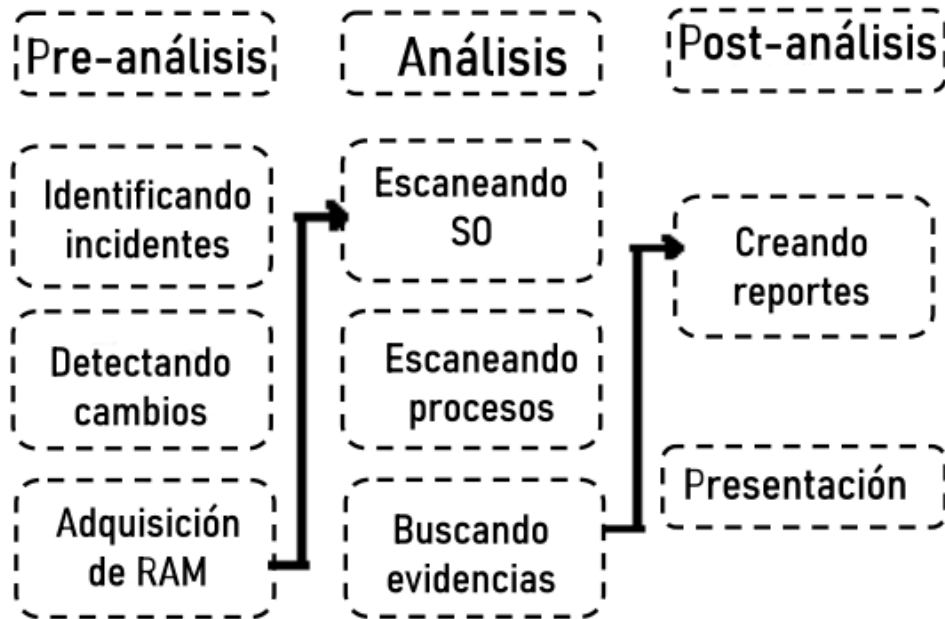 Pre-análisis
Análisis
Post-análisis
Identificando
incidentes
Detectando
cambios
Adquisición
de RAM
Escaneando
SO
Escaneando
procesos
Buscando
evidencias
Creando
reportes
Presentación